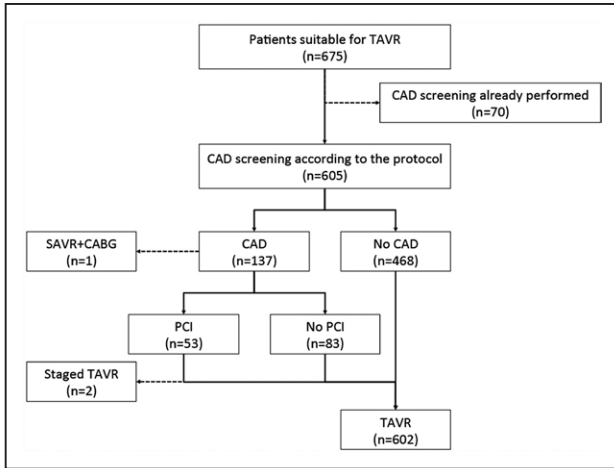 Patients suitable for TAVR
(n=675)
CAD screening already performed
(n=70)
CAD screening according to the protocol
(n=605)
SAVR+CABG
(n=1)
CAD
(n=137)
No CAD
(n=468)
PCI
(n=53)
No PCI
(n=83)
Staged TAVR
(n=2)
TAVR
(n=602)